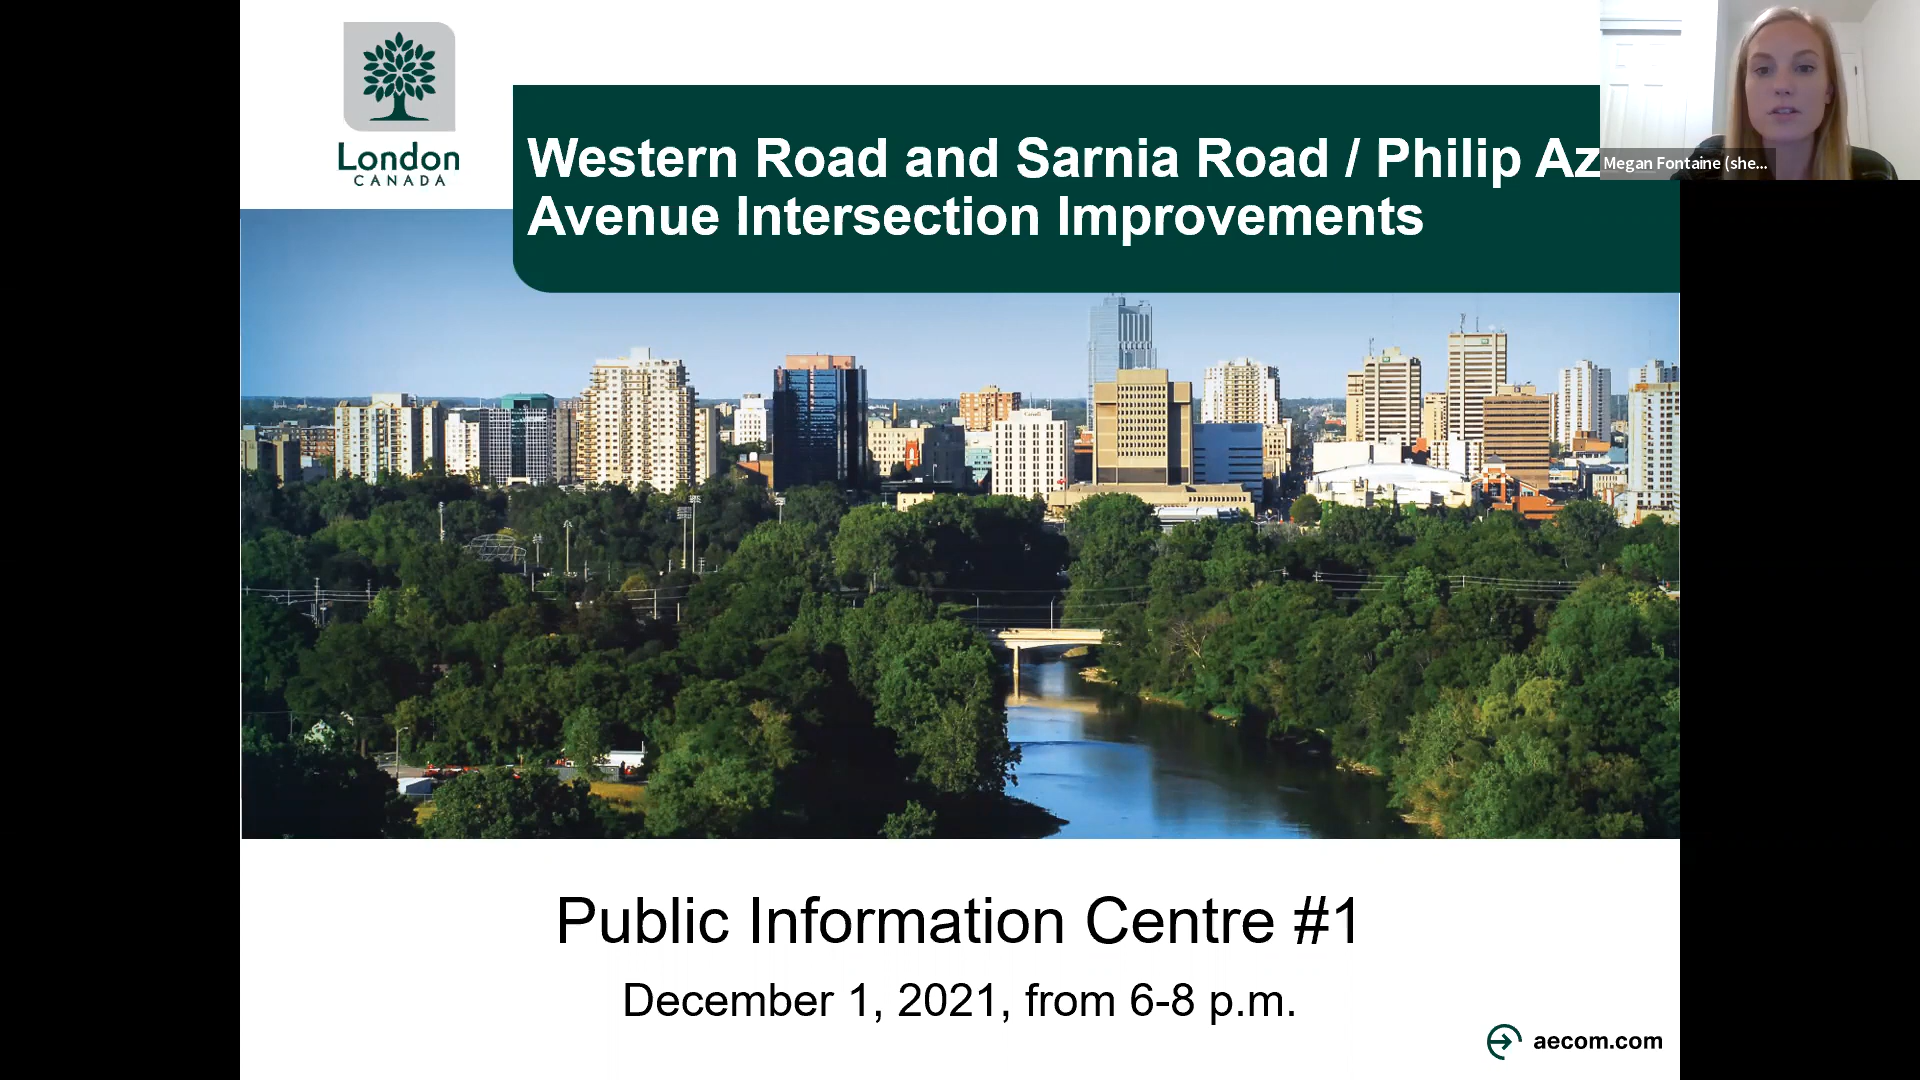 London
CANADA
Western Road and Sarnia Road / Philip Az
Avenue Intersection Improvements
Megan Fontaine (she...
Public Information Centre #1
December 1, 2021, from 6-8 p.m.
aecom.com